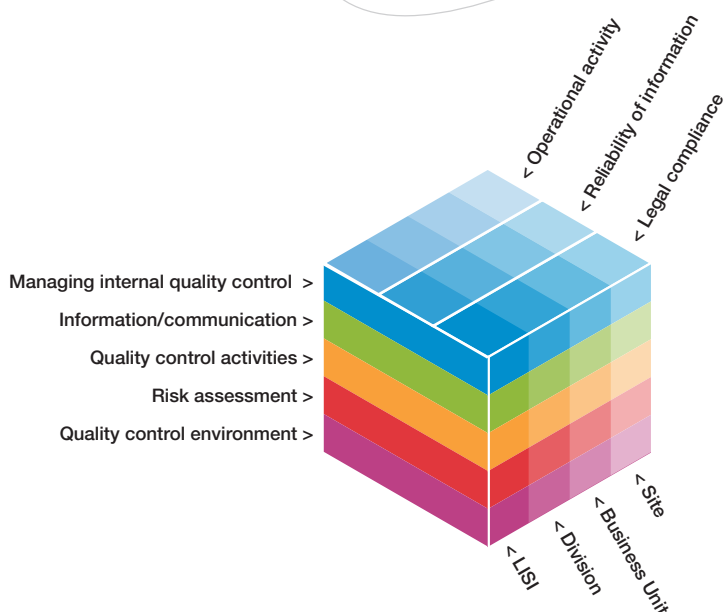 < Operational activity
< Reliability of information
< Legal compliance
Managing internal quality control >
Information/communication >
Quality control activities >
Risk assessment >
Quality control environment >
< LISI
< Division
< Business Unit
< Site